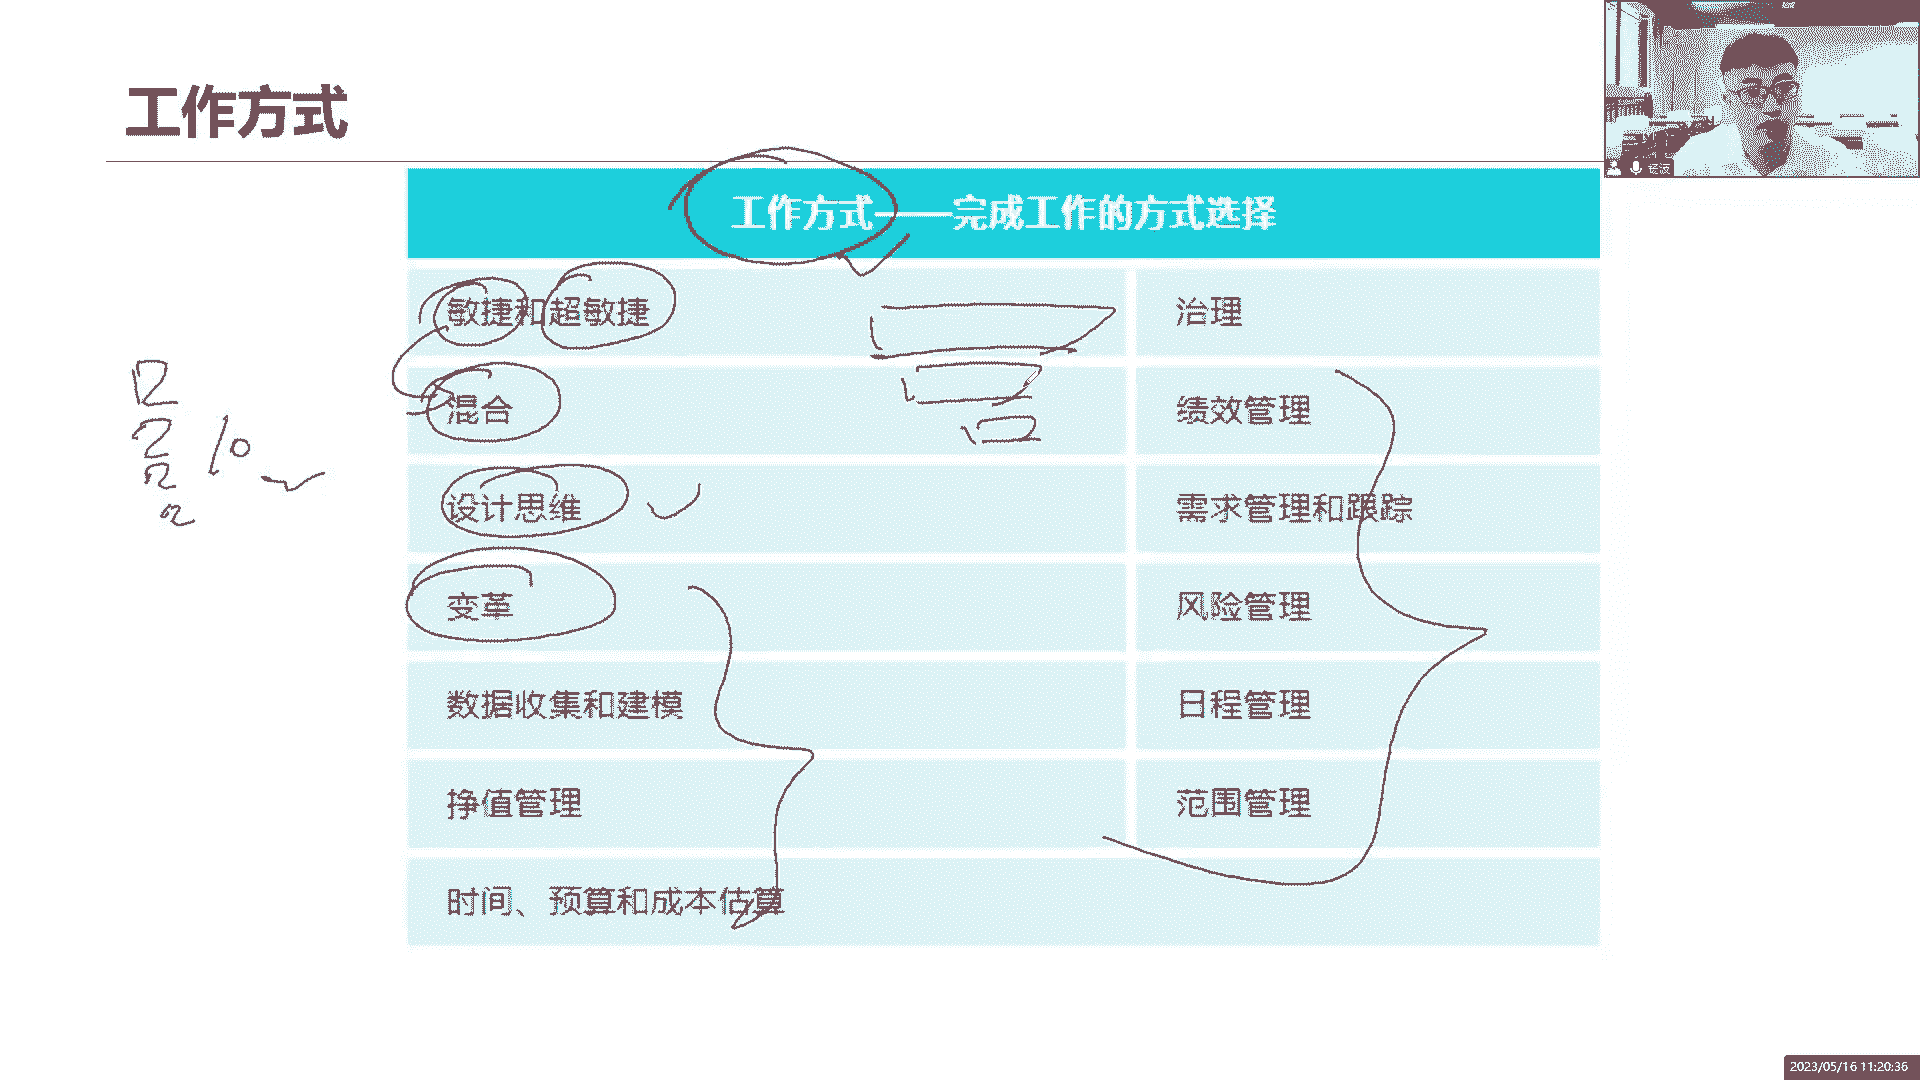 工作方式
工作方式——完成工作的方式选择
敏捷和超敏捷
治理
混合
绩效管理
设计思维
需求管理和跟踪
变革
风险管理
数据收集和建模
日程管理
挣值管理
范围管理
时间、预算和成本估算
10
2023/05/16 11:20:36